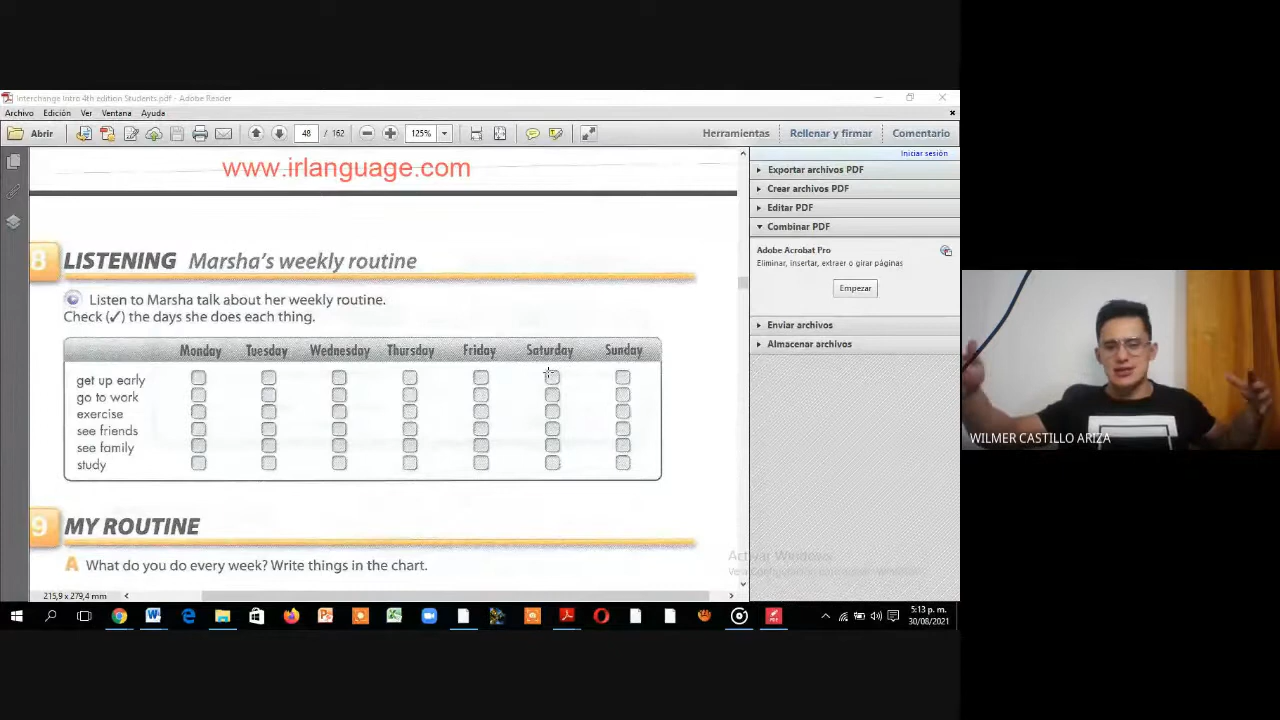 Interchange Intro 4th edition Students.pdf - Adobe Reader
Archivo Edición Ver Ventana Ayuda
Abrir 48 / 162 125% Herramientas Rellenar y firmar Comentario
www.irlanguage.com
8 LISTENING Marsha's weekly routine
Listen to Marsha talk about her weekly routine.
Check (✓) the days she does each thing.
Monday Tuesday Wednesday Thursday Friday Saturday Sunday
get up early
go to work
exercise
see friends
see family
study
9 MY ROUTINE
A What do you do every week? Write things in the chart.
215,9 x 279,4 mm
Iniciar sesión
Exportar archivos PDF
Crear archivos PDF
Editar PDF
Combinar PDF
Adobe Acrobat Pro
Eliminar, insertar, extraer o girar páginas
Empezar
Enviar archivos
Almacenar archivos
Activar Windows
WILMER CASTILLO ARIZA
5:13 p. m.
30/08/2021